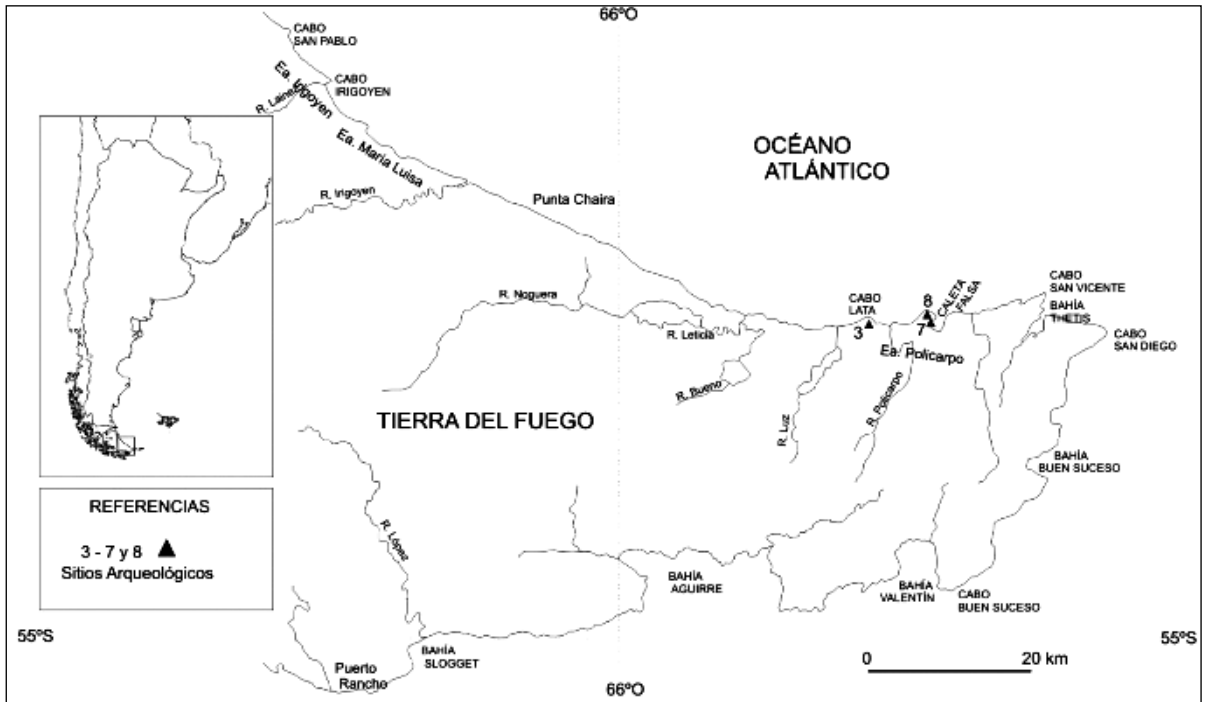 66ºO
CABO
SAN PABLO
CABO
IRIGOYEN
Ea. Irigoyen
R. Laine
Ea. María Luisa
R. Irigoyen
OCÉANO
ATLÁNTICO
Punta Chaira
R. Noguera
R. Leticia
R. Bueno
CABO
LATA
3
8
7
CALETA
FALSA
CABO
SAN VICENTE
BAHÍA
THETIS
CABO
SAN DIEGO
Ea. Policarpo
R. Policarpo
R. Luz
TIERRA DEL FUEGO
BAHÍA
BUEN SUCESO
REFERENCIAS
3 - 7 y 8
Sitios Arqueológicos
R. López
BAHÍA
AGUIRRE
BAHÍA
VALENTÍN
CABO
BUEN SUCESO
55ºS
55ºS
BAHÍA
SLOGGET
Puerto
Rancho
0 20 km
66ºO